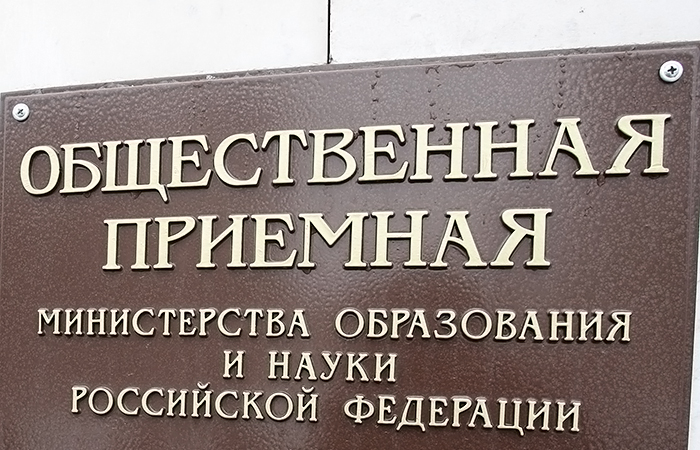 ОБЩЕСТВЕННАЯ
ПРИЕМНАЯ
МИНИСТЕРСТВА ОБРАЗОВАНИЯ
И НАУКИ
РОССИЙСКОЙ ФЕДЕРАЦИИ